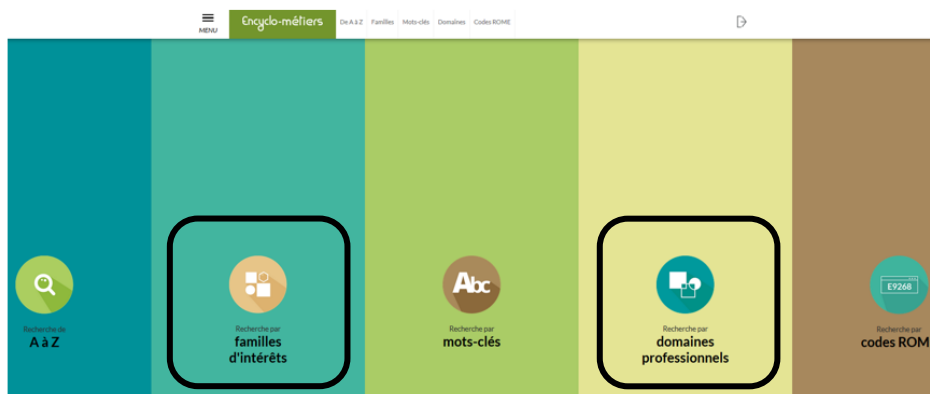 MENU
Encyclo-métiers
De A à Z Familles Mots-clés Domaines Codes ROME
Recherche de
A à Z
Recherche par
familles
d'intérêts
Abc
Recherche par
mots-clés
Recherche par
domaines
professionnels
E9268
Recherche par
codes ROM